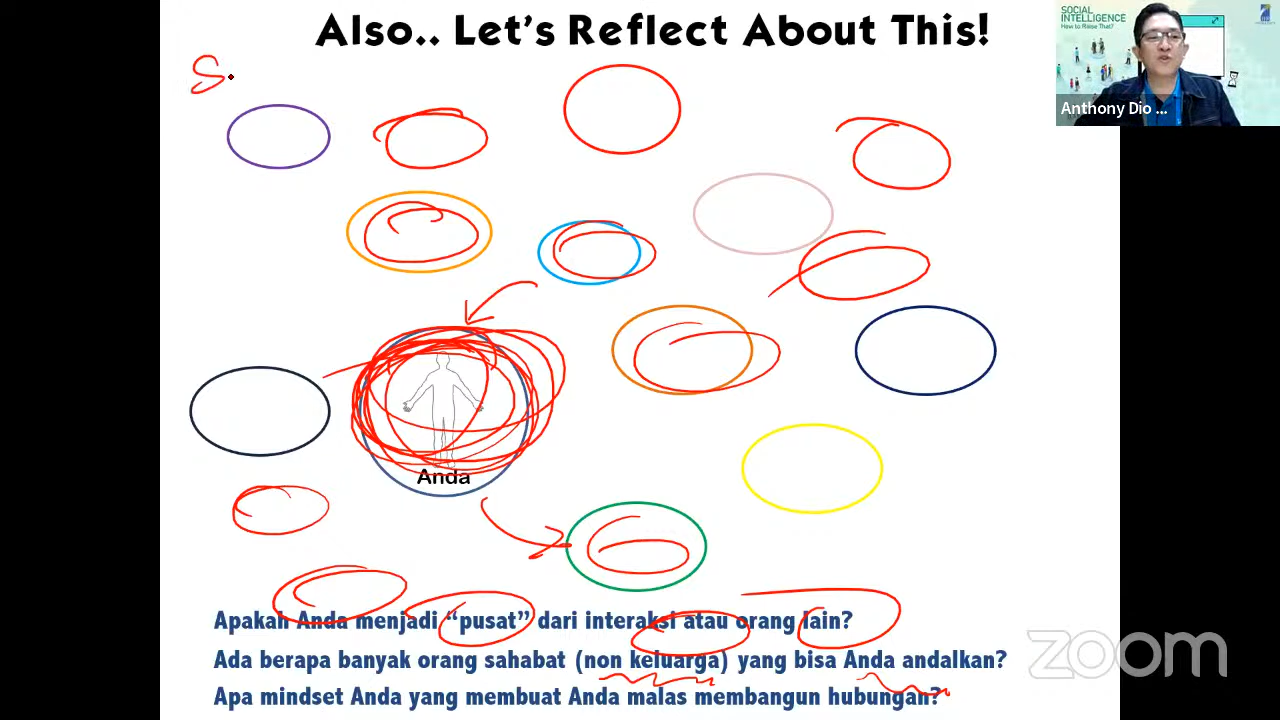 Also.. Let's Reflect About This!
SOCIAL
INTELLIGENCE
How to Raise That?
Anthony Dio ...
S
Anda
Apakah Anda menjadi “pusat” dari interaksi atau orang lain?
Ada berapa banyak orang sahabat (non keluarga) yang bisa Anda andalkan?
Apa mindset Anda yang membuat Anda malas membangun hubungan?
zoom